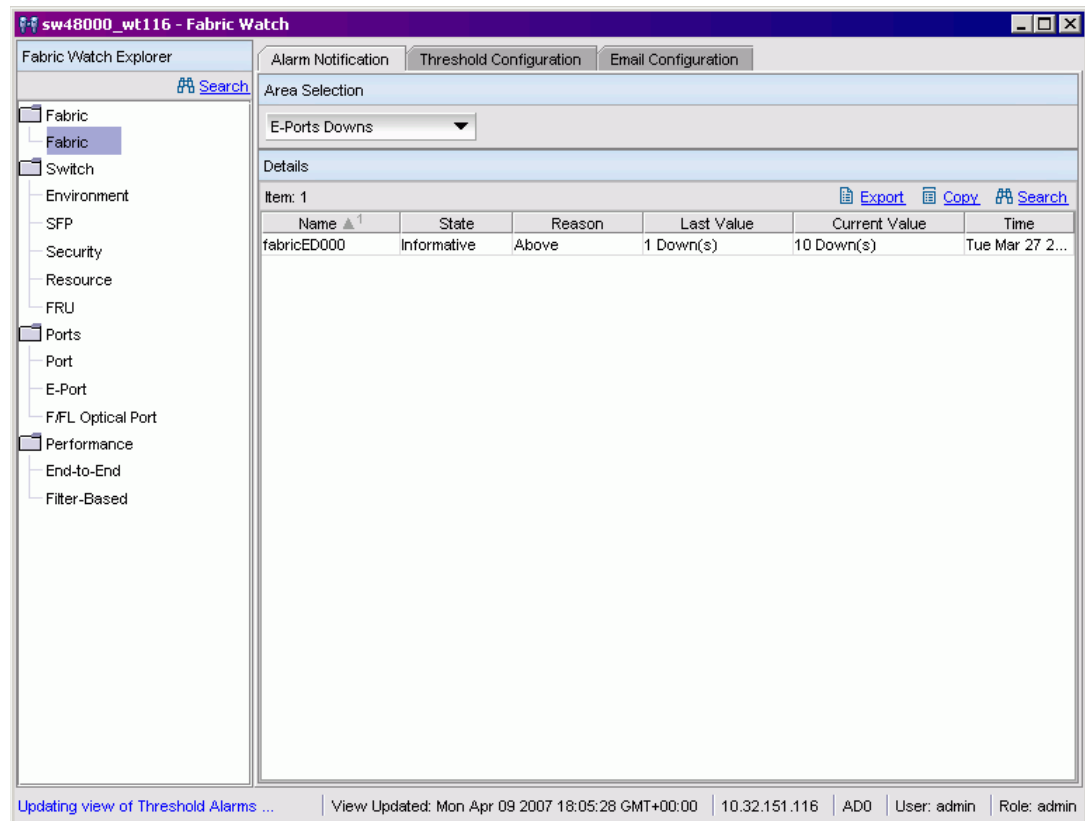 sw48000_wt116 - Fabric Watch
Fabric Watch Explorer
Search
Fabric
Fabric
Switch
Environment
SFP
Security
Resource
FRU
Ports
Port
E-Port
F/FL Optical Port
Performance
End-to-End
Filter-Based
Alarm Notification Threshold Configuration Email Configuration
Area Selection
E-Ports Downs
Details
Item: 1 Export Copy Search
Name 1 State Reason Last Value Current Value Time
fabricED000 Informative Above 1 Down(s) 10 Down(s) Tue Mar 27 2...
Updating view of Threshold Alarms ... View Updated: Mon Apr 09 2007 18:05:28 GMT+00:00 10.32.151.116 AD0 User: admin Role: admin